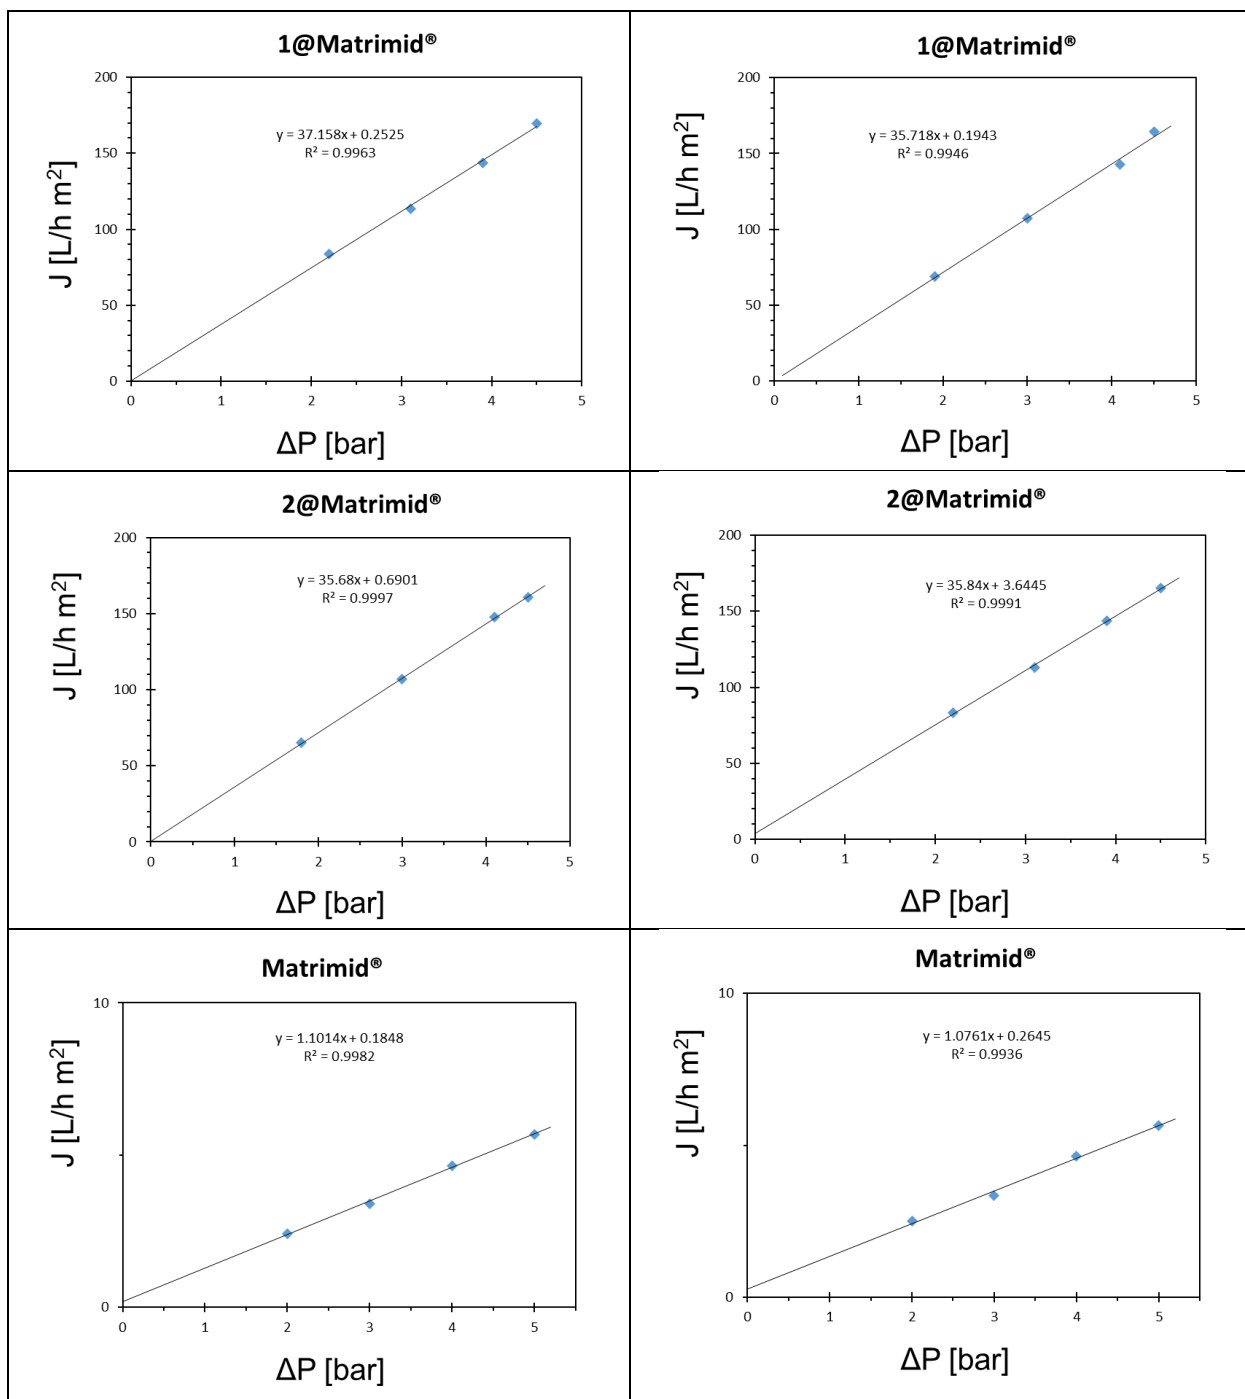 1@Matrimid®
y = 37.158x + 0.2525
R² = 0.9963
J [L/h m²]
200
150
100
50
0
0 1 2 3 4 5
ΔP [bar]
1@Matrimid®
y = 35.718x + 0.1943
R² = 0.9946
J [L/h m²]
200
150
100
50
0
0 1 2 3 4 5
ΔP [bar]
2@Matrimid®
y = 35.68x + 0.6901
R² = 0.9997
J [L/h m²]
200
150
100
50
0
0 1 2 3 4 5
ΔP [bar]
2@Matrimid®
y = 35.84x + 3.6445
R² = 0.9991
J [L/h m²]
200
150
100
50
0
0 1 2 3 4 5
ΔP [bar]
Matrimid®
y = 1.1014x + 0.1848
R² = 0.9982
J [L/h m²]
10
0
0 1 2 3 4 5
ΔP [bar]
Matrimid®
y = 1.0761x + 0.2645
R² = 0.9936
J [L/h m²]
10
0
0 1 2 3 4 5
ΔP [bar]